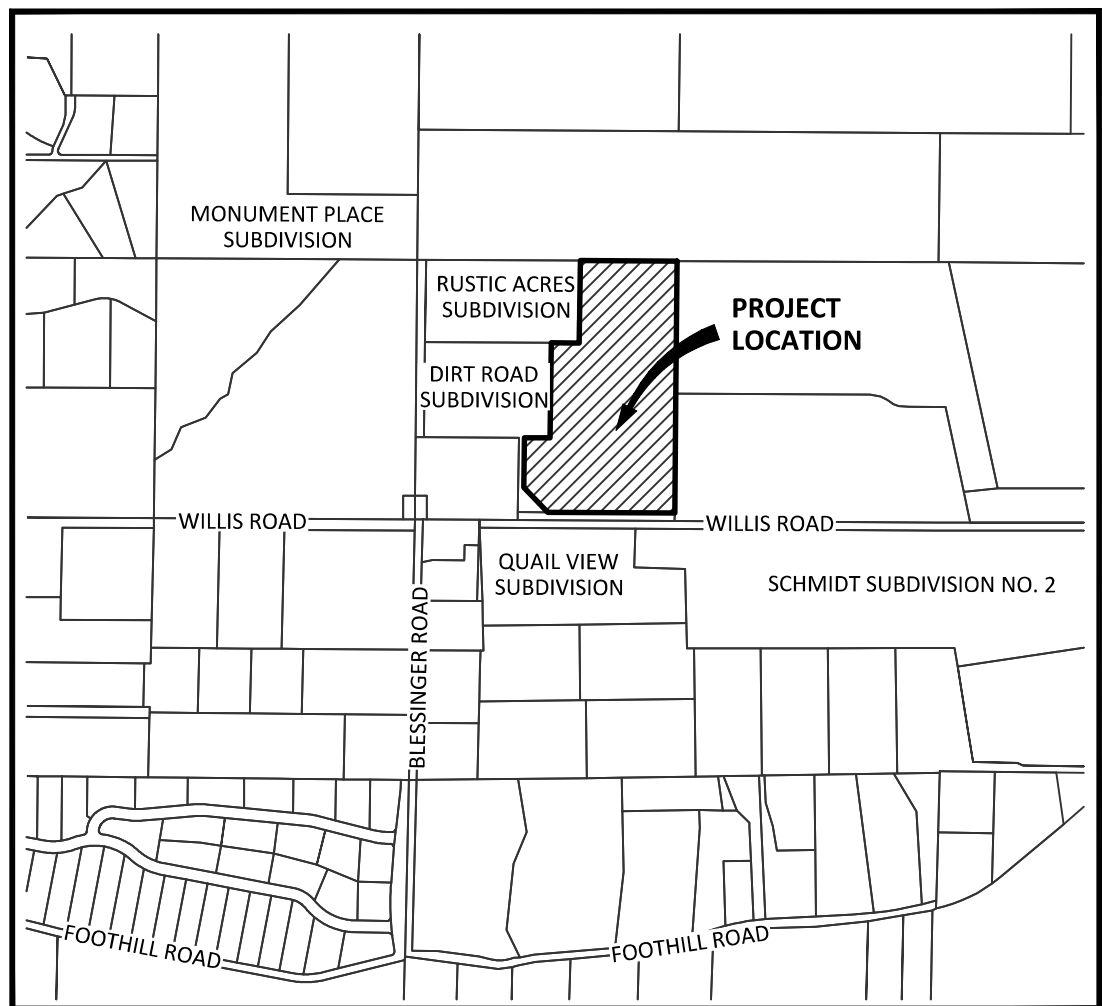 MONUMENT PLACE
SUBDIVISION
RUSTIC ACRES
SUBDIVISION
PROJECT
LOCATION
DIRT ROAD
SUBDIVISION
WILLIS ROAD
WILLIS ROAD
QUAIL VIEW
SUBDIVISION
SCHMIDT SUBDIVISION NO. 2
BLESSINGER ROAD
FOOTHILL ROAD
FOOTHILL ROAD